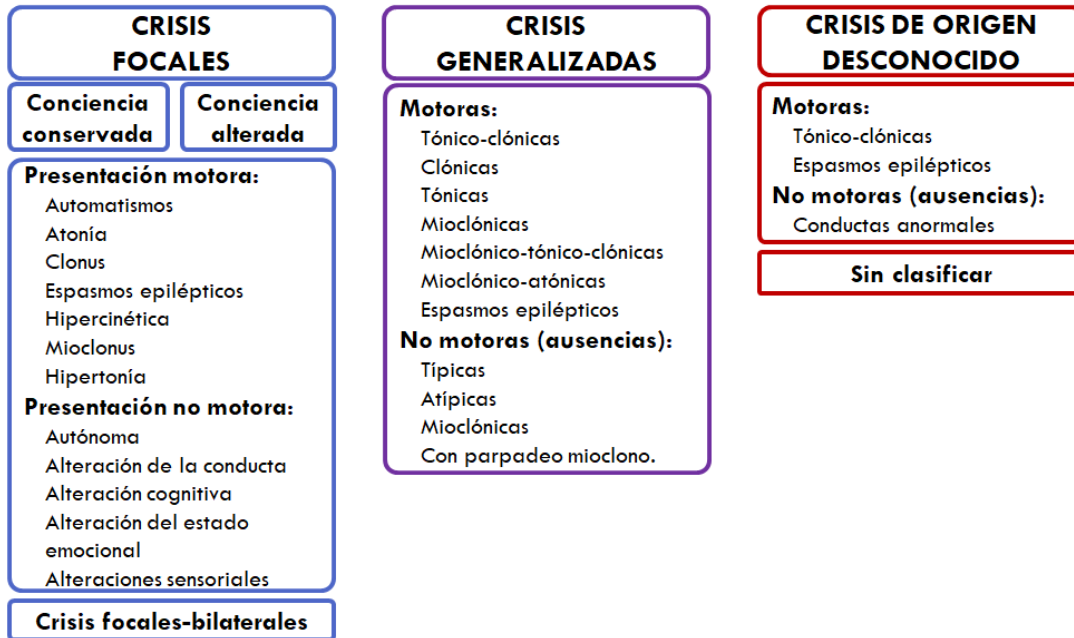 CRISIS
FOCALES
Conciencia
conservada
Conciencia
alterada
Presentación motora:
Automatismos
Atonía
Clonus
Espasmos epilépticos
Hipercinética
Mioclonus
Hipertonía
Presentación no motora:
Autónoma
Alteración de la conducta
Alteración cognitiva
Alteración del estado
emocional
Alteraciones sensoriales
Crisis focales-bilaterales
CRISIS
GENERALIZADAS
Motoras:
Tónico-clónicas
Clónicas
Tónicas
Mioclónicas
Mioclónico-tónico-clónicas
Mioclónico-atónicas
Espasmos epilépticos
No motoras (ausencias):
Típicas
Atípicas
Mioclónicas
Con parpadeo mioclono.
CRISIS DE ORIGEN
DESCONOCIDO
Motoras:
Tónico-clónicas
Espasmos epilépticos
No motoras (ausencias):
Conductas anormales
Sin clasificar